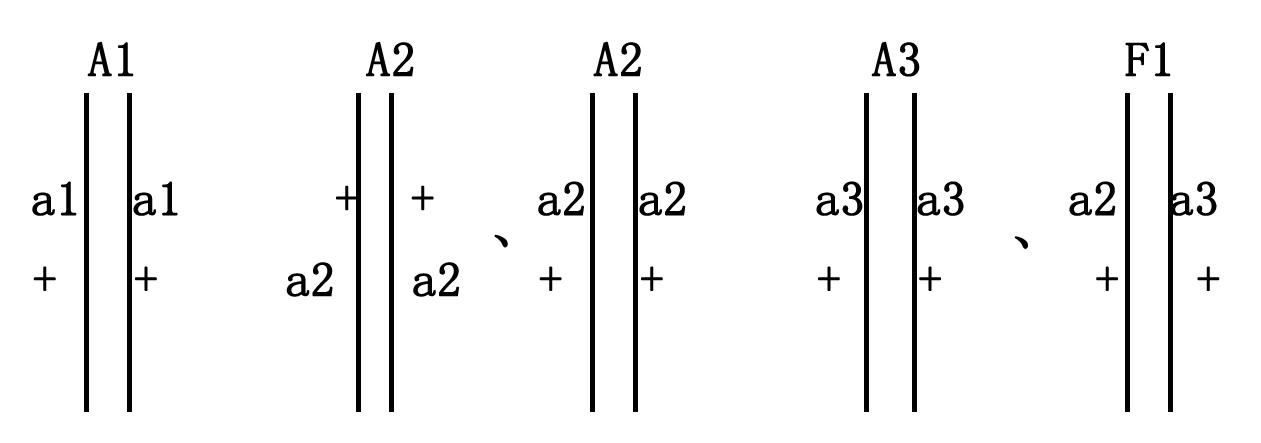 A1 A2 A2 A3 F1
a1 a1 + + a2 a2 a3 a3 a2 a3
、 、
+ + a2 a2 + + + + + +